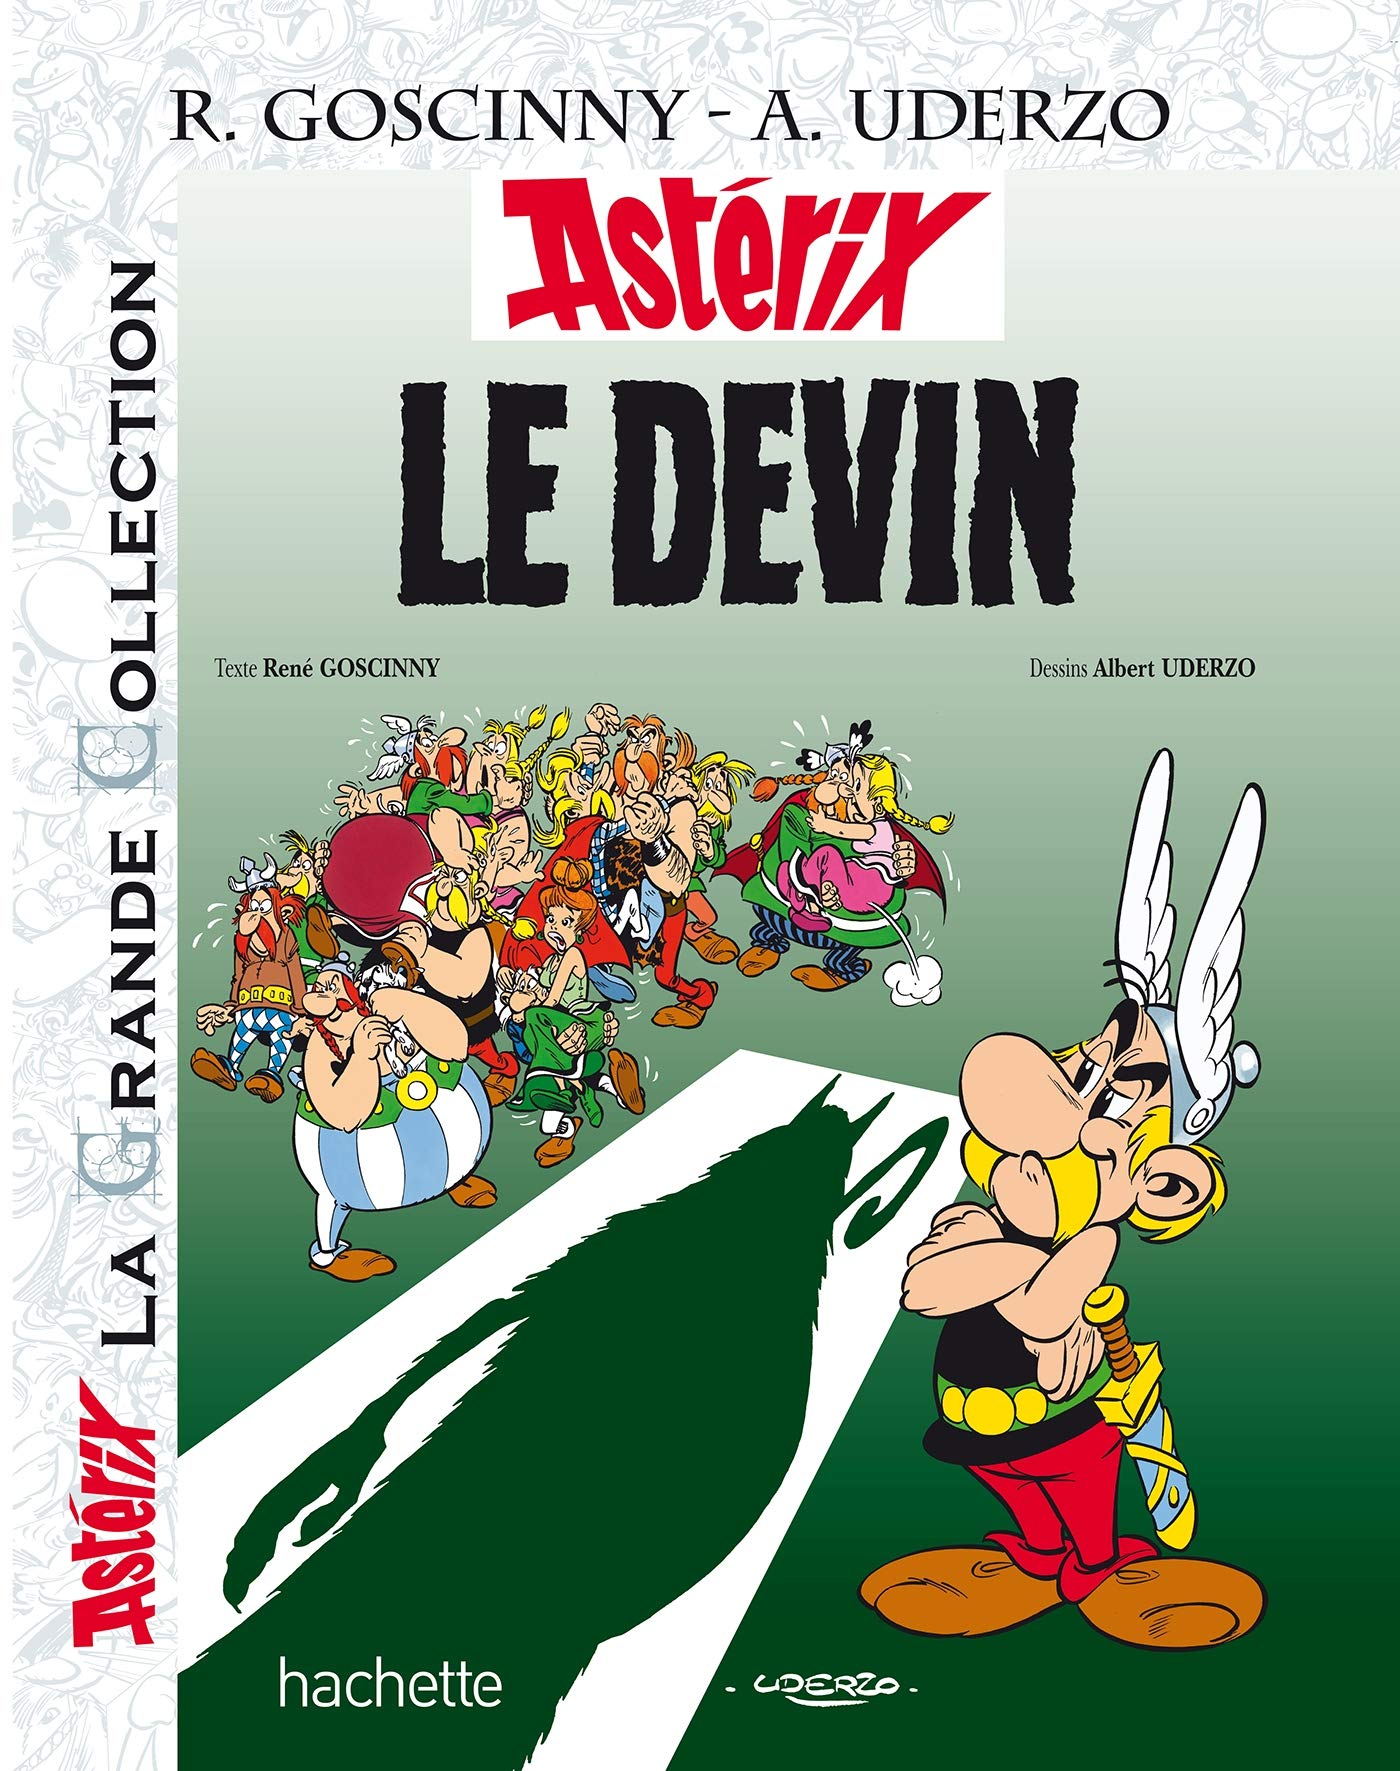 R. GOSCINNY - A. UDERZO
Astérix
LE DEVIN
Texte René GOSCINNY
Dessins Albert UDERZO
Astérix LA GRANDE COLLECTION
hachette
. UDERZO .